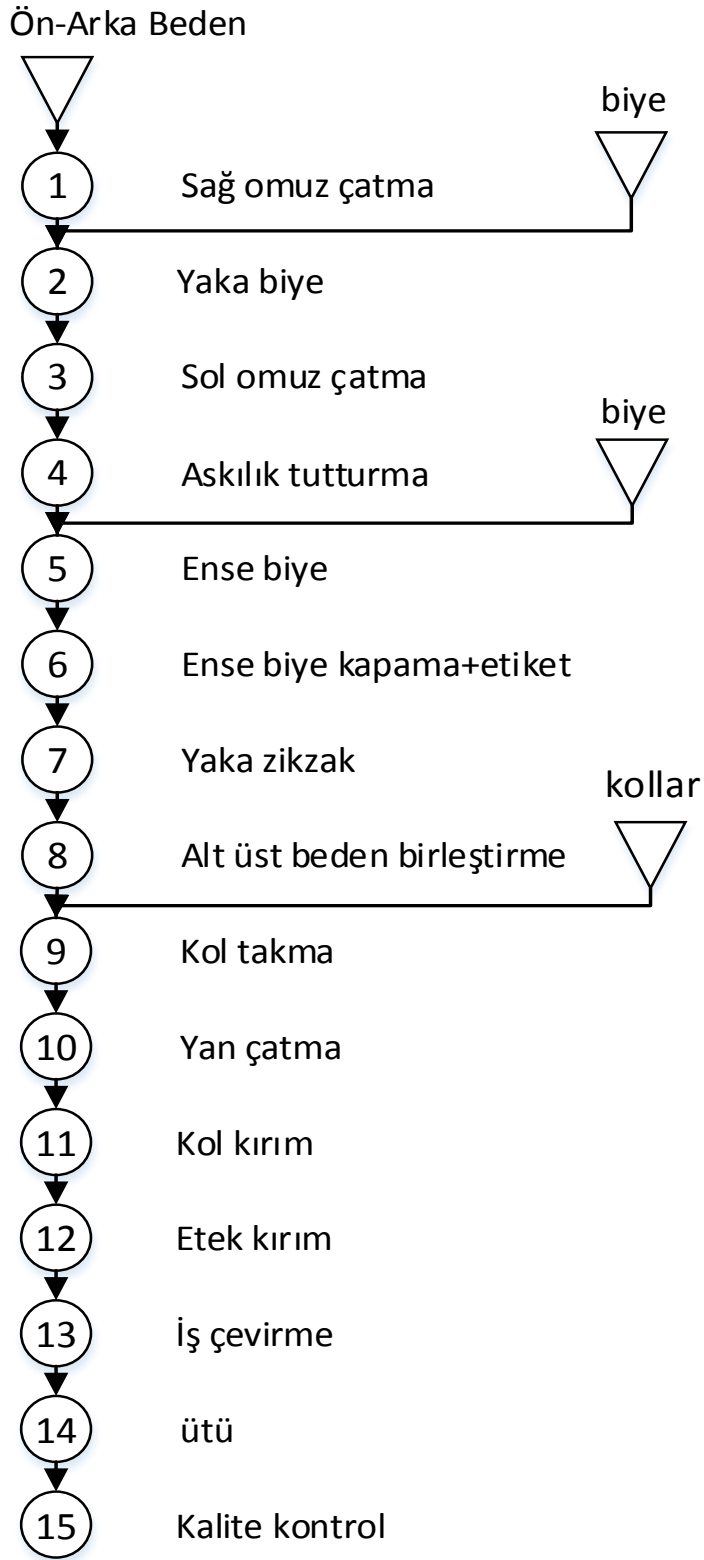 Ön-Arka Beden
biye
1 Sağ omuz çatma
2 Yaka biye
3 Sol omuz çatma
biye
4 Askılık tutturma
5 Ense biye
6 Ense biye kapama+etiket
7 Yaka zikzak
kollar
8 Alt üst beden birleştirme
9 Kol takma
10 Yan çatma
11 Kol kırım
12 Etek kırım
13 İş çevirme
14 ütü
15 Kalite kontrol